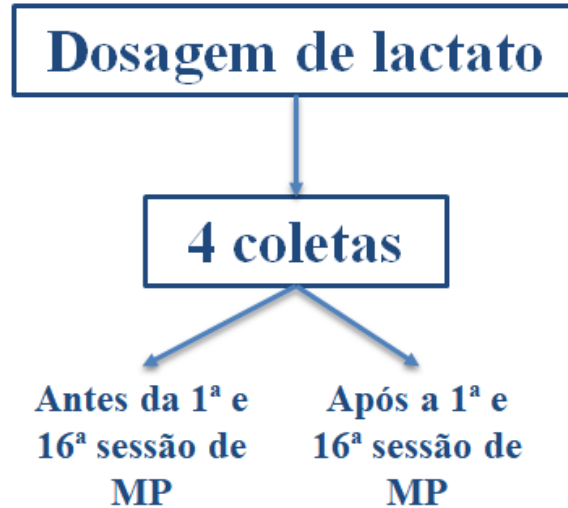 Dosagem de lactato
4 coletas
Antes da 1ª e
16ª sessão de
MP
Após a 1ª e
16ª sessão de
MP